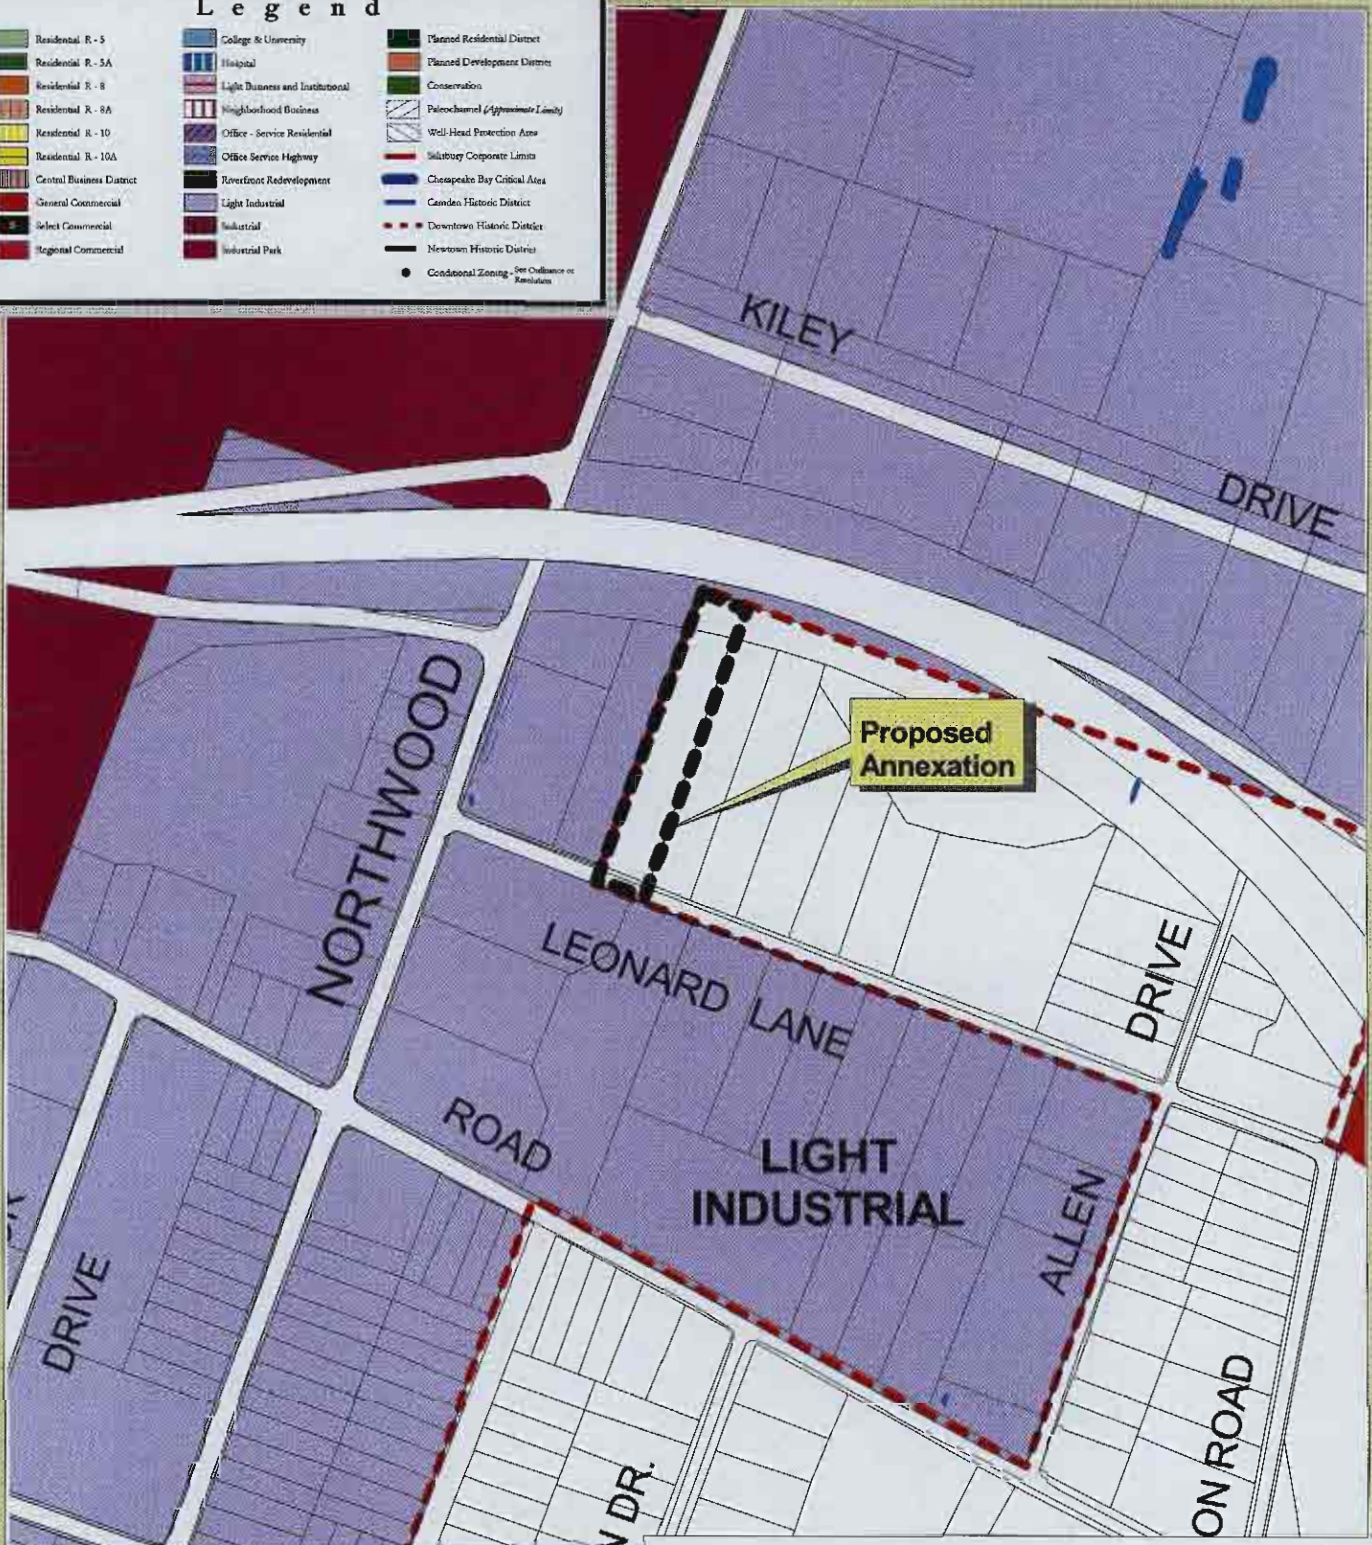 Legend
Residential R - 5
Residential R - 5A
Residential R - 8
Residential R - 8A
Residential R - 10
Residential R - 10A
Central Business District
General Commercial
Select Commercial
Regional Commercial
College & University
Hospital
Light Business and Institutional
Neighborhood Business
Office - Service Residential
Office Service Highway
Riverfront Redevelopment
Light Industrial
Industrial
Industrial Park
Planned Residential District
Planned Development District
Conservation
Paleochannel (Approximate Limits)
Well-Head Protection Area
Salisbury Corporate Limits
Chesapeake Bay Critical Area
Camden Historic District
Downtown Historic District
Newtown Historic District
Conditional Zoning - See Ordinance or
Resolution
KILEY
DRIVE
NORTHWOOD
Proposed
Annexation
LEONARD LANE
DRIVE
ROAD
LIGHT
INDUSTRIAL
ALLEN
DRIVE
N DR.
ON ROAD